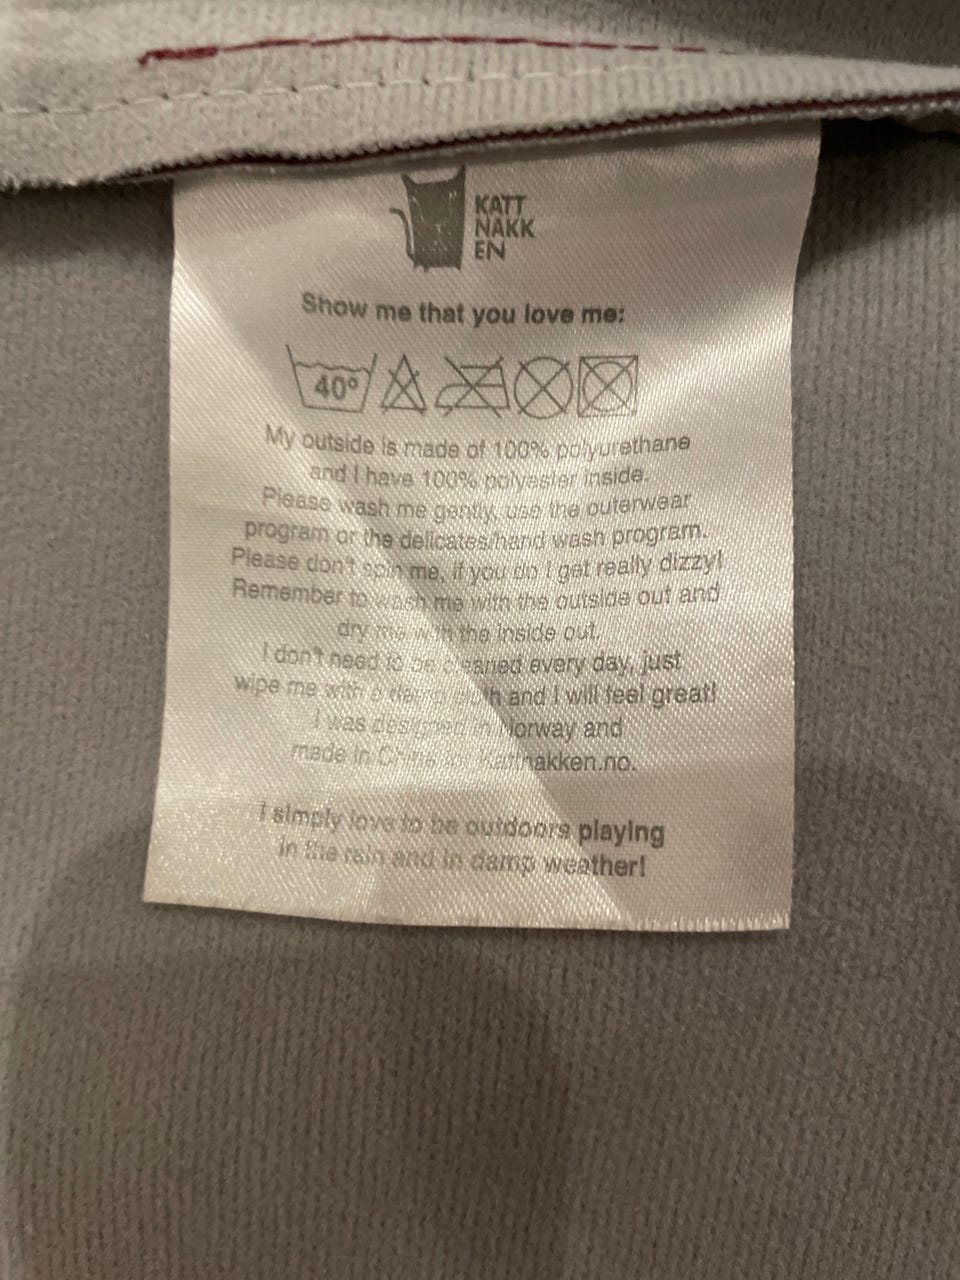 KATT
NAKK
EN
Show me that you love me:
40°
My outside is made of 100% polyurethane
and I have 100% polyester inside.
Please wash me gently, use the outerwear
program or the delicates/hand wash program.
Please don't spin me, if you do I get really dizzy!
Remember to wash me with the outside out and
dry me with the inside out.
I don't need to be cleaned every day, just
wipe me with a damp cloth and I will feel great!
I was designed in Norway and
made in China for Kattnakken.no.
I simply love to be outdoors playing
in the rain and in damp weather!